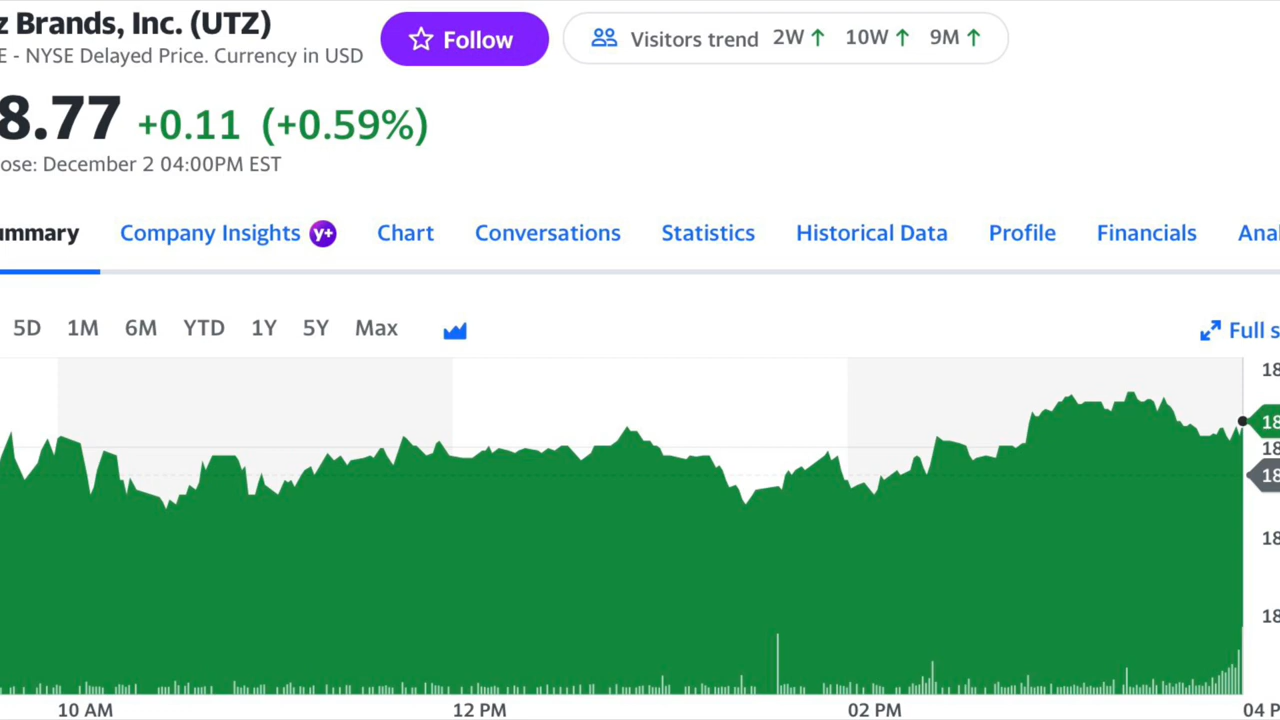 z Brands, Inc. (UTZ)
E - NYSE Delayed Price. Currency in USD
Follow
Visitors trend 2W ↑ 10W ↑ 9M ↑
8.77 +0.11 (+0.59%)
ose: December 2 04:00PM EST
ummary Company Insights y+ Chart Conversations Statistics Historical Data Profile Financials Anal
5D 1M 6M YTD 1Y 5Y Max
Full s
18
18
18
18
18
18
10 AM 12 PM 02 PM 04 P